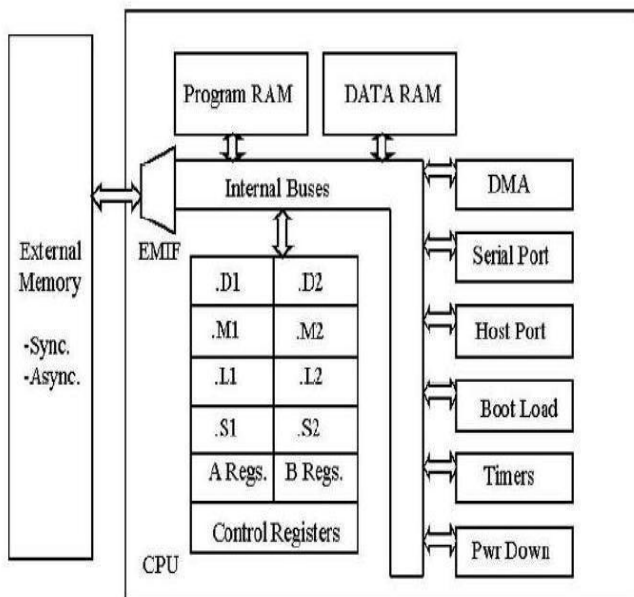 Program RAM
DATA RAM
Internal Buses
EMIF
External
Memory
-Sync.
-Async.
.D1 .D2
.M1 .M2
.L1 .L2
.S1 .S2
A Regs. B Regs.
Control Registers
CPU
DMA
Serial Port
Host Port
Boot Load
Timers
Pwr Down